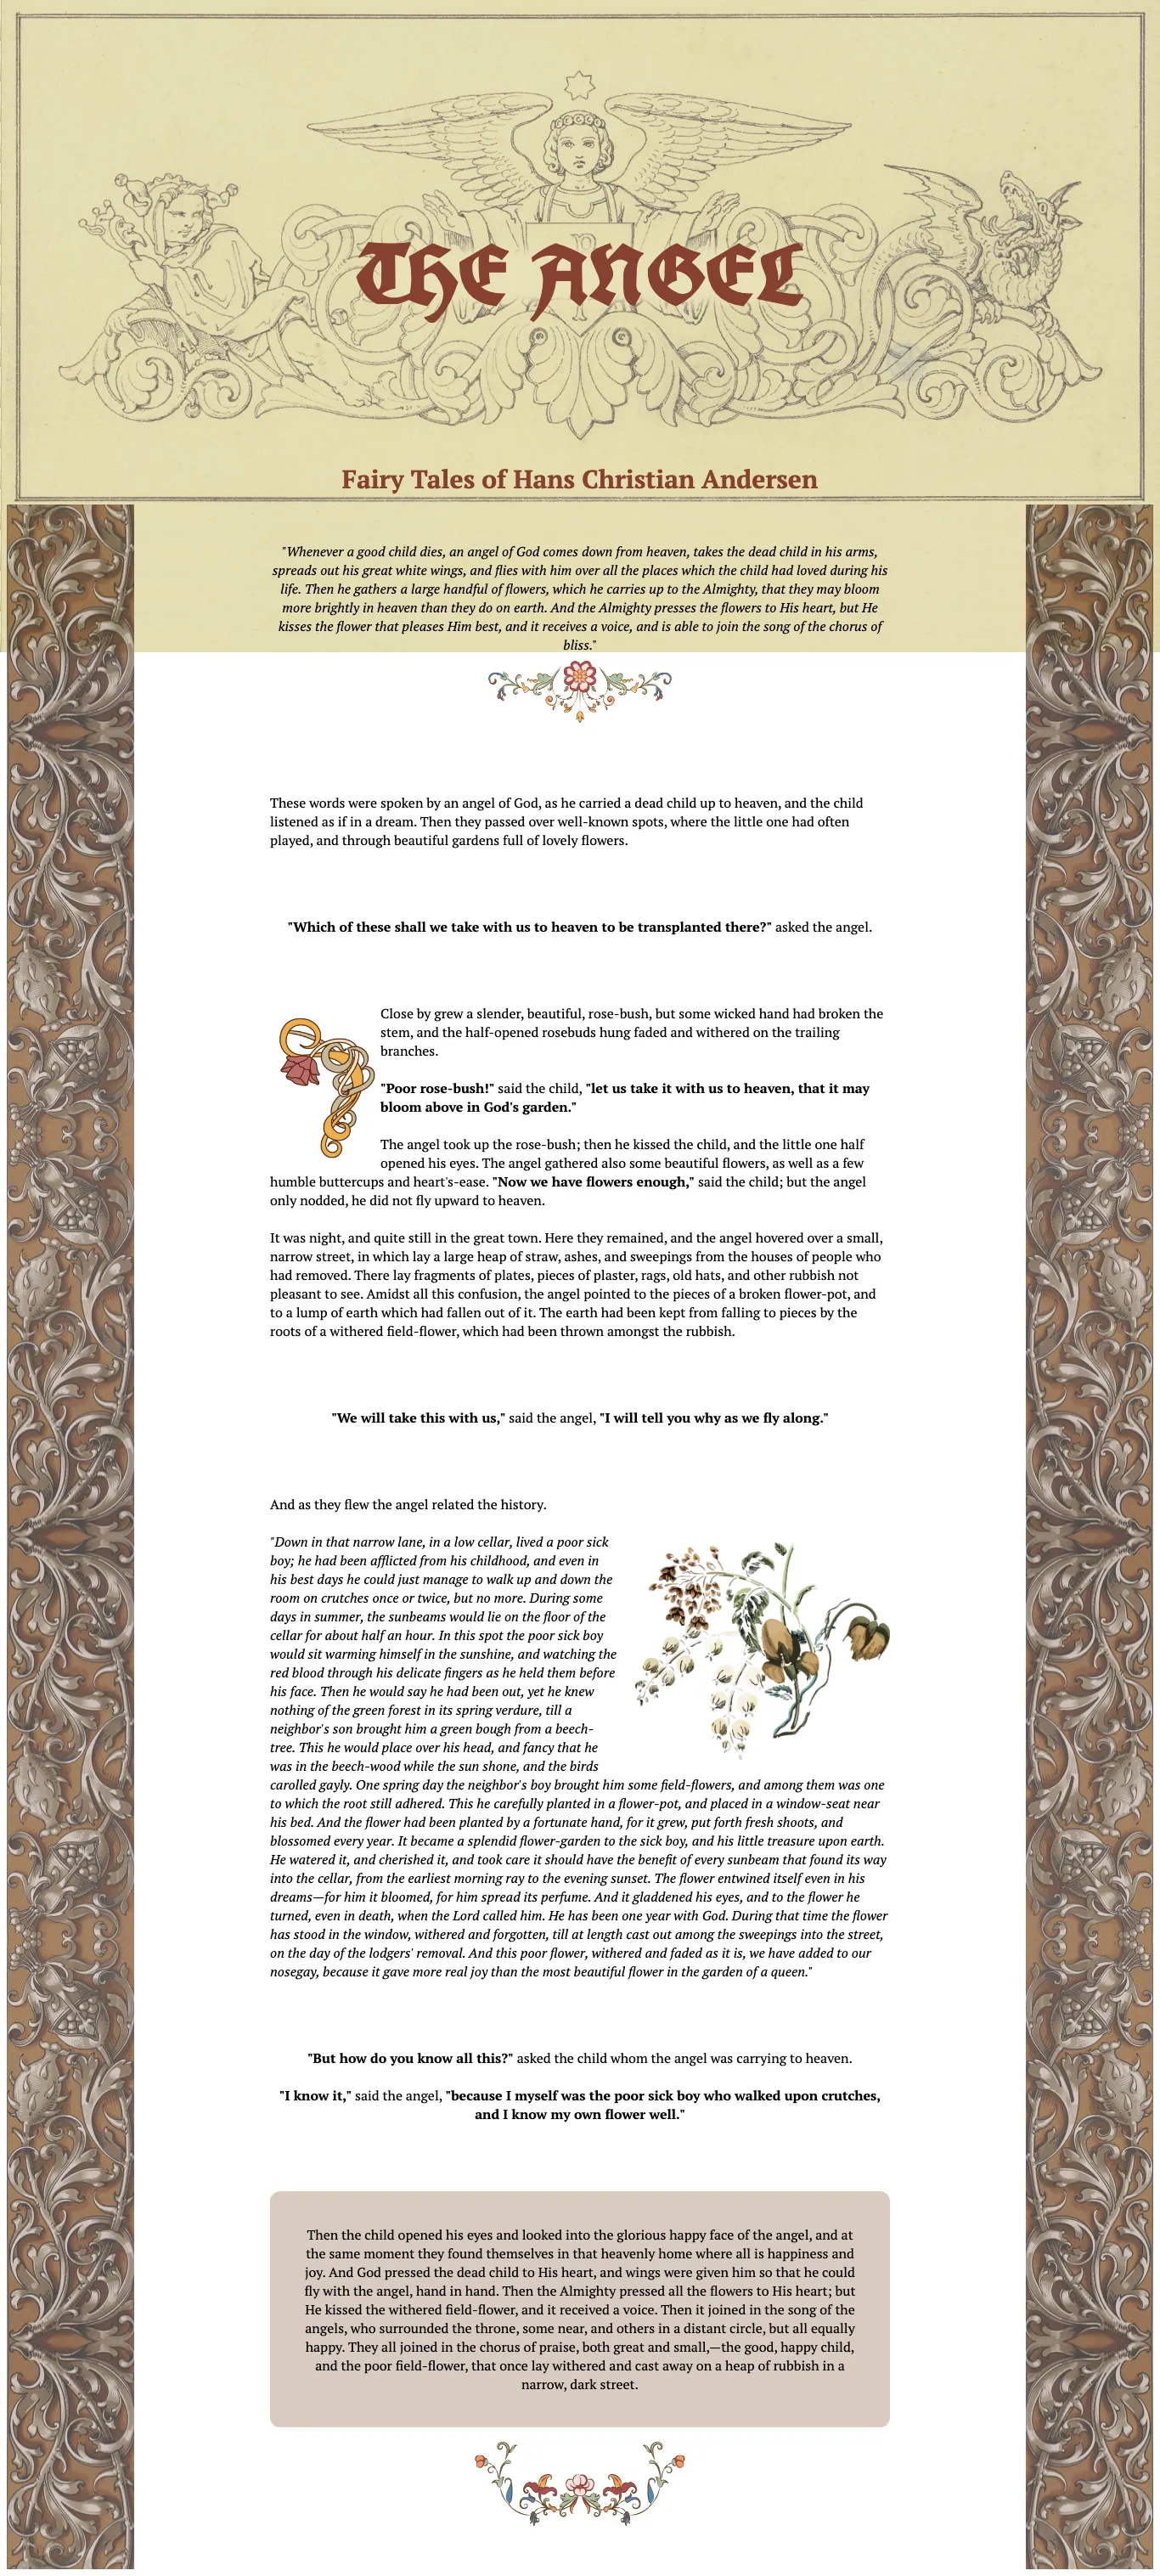 THE ANGEL
Fairy Tales of Hans Christian Andersen
"Whenever a good child dies, an angel of God comes down from heaven, takes the dead child in his arms,
spreads out his great white wings, and flies with him over all the places which the child had loved during his
life. Then he gathers a large handful of flowers, which he carries up to the Almighty, that they may bloom
more brightly in heaven than they do on earth. And the Almighty presses the flowers to His heart, but He
kisses the flower that pleases Him best, and it receives a voice, and is able to join the song of the chorus of
bliss."
These words were spoken by an angel of God, as he carried a dead child up to heaven, and the child
listened as if in a dream. Then they passed over well-known spots, where the little one had often
played, and through beautiful gardens full of lovely flowers.
"Which of these shall we take with us to heaven to be transplanted there?" asked the angel.
Close by grew a slender, beautiful, rose-bush, but some wicked hand had broken the
stem, and the half-opened rosebuds hung faded and withered on the trailing
branches.
"Poor rose-bush!" said the child, "let us take it with us to heaven, that it may
bloom above in God's garden."
The angel took up the rose-bush; then he kissed the child, and the little one half
opened his eyes. The angel gathered also some beautiful flowers, as well as a few
humble buttercups and heart's-ease. "Now we have flowers enough," said the child; but the angel
only nodded, he did not fly upward to heaven.
It was night, and quite still in the great town. Here they remained, and the angel hovered over a small,
narrow street, in which lay a large heap of straw, ashes, and sweepings from the houses of people who
had removed. There lay fragments of plates, pieces of plaster, rags, old hats, and other rubbish not
pleasant to see. Amidst all this confusion, the angel pointed to the pieces of a broken flower-pot, and
to a lump of earth which had fallen out of it. The earth had been kept from falling to pieces by the
roots of a withered field-flower, which had been thrown amongst the rubbish.
"We will take this with us," said the angel, "I will tell you why as we fly along."
And as they flew the angel related the history.
"Down in that narrow lane, in a low cellar, lived a poor sick
boy; he had been afflicted from his childhood, and even in
his best days he could just manage to walk up and down the
room on crutches once or twice, but no more. During some
days in summer, the sunbeams would lie on the floor of the
cellar for about half an hour. In this spot the poor sick boy
would sit warming himself in the sunshine, and watching the
red blood through his delicate fingers as he held them before
his face. Then he would say he had been out, yet he knew
nothing of the green forest in its spring verdure, till a
neighbor's son brought him a green bough from a beech-
tree. This he would place over his head, and fancy that he
was in the beech-wood while the sun shone, and the birds
carolled gayly. One spring day the neighbor's boy brought him some field-flowers, and among them was one
to which the root still adhered. This he carefully planted in a flower-pot, and placed in a window-seat near
his bed. And the flower had been planted by a fortunate hand, for it grew, put forth fresh shoots, and
blossomed every year. It became a splendid flower-garden to the sick boy, and his little treasure upon earth.
He watered it, and cherished it, and took care it should have the benefit of every sunbeam that found its way
into the cellar, from the earliest morning ray to the evening sunset. The flower entwined itself even in his
dreams—for him it bloomed, for him spread its perfume. And it gladdened his eyes, and to the flower he
turned, even in death, when the Lord called him. He has been one year with God. During that time the flower
has stood in the window, withered and forgotten, till at length cast out among the sweepings into the street,
on the day of the lodgers' removal. And this poor flower, withered and faded as it is, we have added to our
nosegay, because it gave more real joy than the most beautiful flower in the garden of a queen."
"But how do you know all this?" asked the child whom the angel was carrying to heaven.
"I know it," said the angel, "because I myself was the poor sick boy who walked upon crutches,
and I know my own flower well."
Then the child opened his eyes and looked into the glorious happy face of the angel, and at
the same moment they found themselves in that heavenly home where all is happiness and
joy. And God pressed the dead child to His heart, and wings were given him so that he could
fly with the angel, hand in hand. Then the Almighty pressed all the flowers to His heart; but
He kissed the withered field-flower, and it received a voice. Then it joined in the song of the
angels, who surrounded the throne, some near, and others in a distant circle, but all equally
happy. They all joined in the chorus of praise, both great and small,—the good, happy child,
and the poor field-flower, that once lay withered and cast away on a heap of rubbish in a
narrow, dark street.